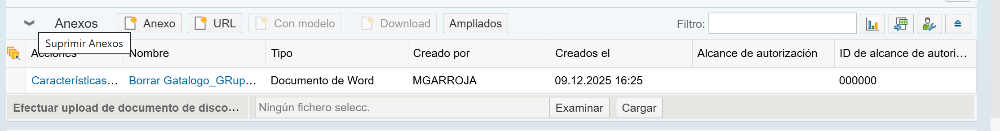 Anexos Anexo URL Con modelo Download Ampliados Filtro:
Suprimir Anexos
Acciones Nombre Tipo Creado por Creados el Alcance de autorización ID de alcance de autori…
Características… Borrar Gatalogo_GRup… Documento de Word MGARROJA 09.12.2025 16:25 000000
Efectuar upload de documento de disco… Ningún fichero selecc. Examinar Cargar